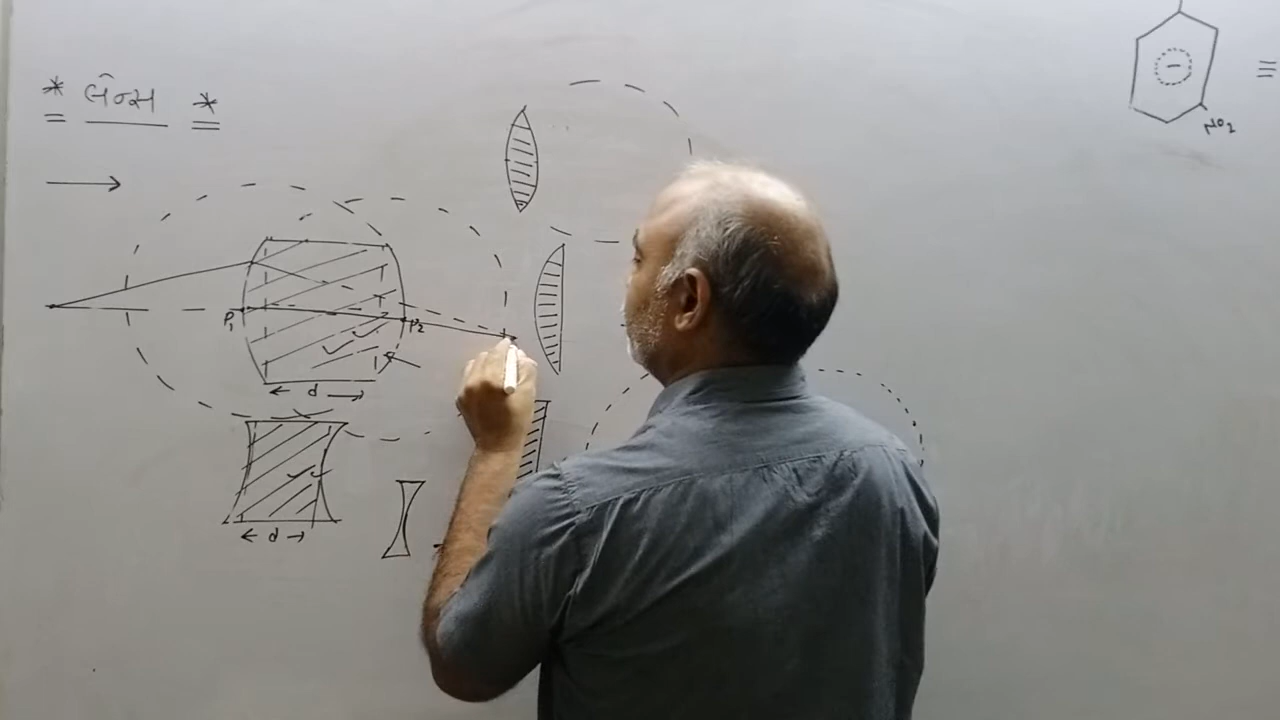 * લેન્સ *
P₁
P₂
← d →
← d →
−
≡
NO₂